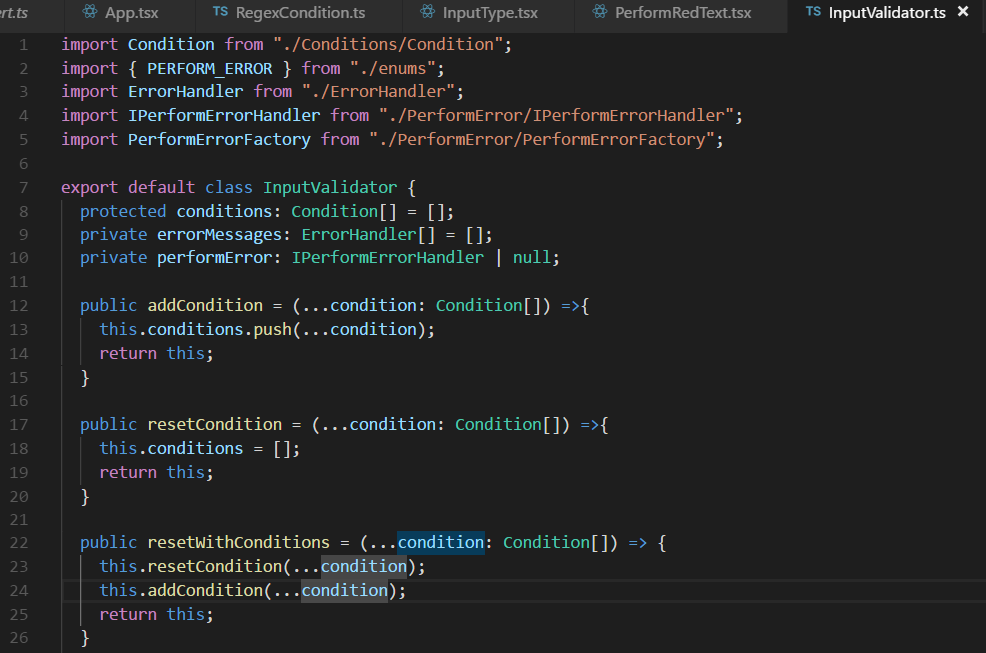 ert.ts App.tsx TS RegexCondition.ts InputType.tsx PerformRedText.tsx TS InputValidator.ts ×
1 import Condition from "./Conditions/Condition";
2 import { PERFORM_ERROR } from "./enums";
3 import ErrorHandler from "./ErrorHandler";
4 import IPerformErrorHandler from "./PerformError/IPerformErrorHandler";
5 import PerformErrorFactory from "./PerformError/PerformErrorFactory";
6
7 export default class InputValidator {
8 protected conditions: Condition[] = [];
9 private errorMessages: ErrorHandler[] = [];
10 private performError: IPerformErrorHandler | null;
11
12 public addCondition = (...condition: Condition[]) =>{
13 this.conditions.push(...condition);
14 return this;
15 }
16
17 public resetCondition = (...condition: Condition[]) =>{
18 this.conditions = [];
19 return this;
20 }
21
22 public resetWithConditions = (...condition: Condition[]) => {
23 this.resetCondition(...condition);
24 this.addCondition(...condition);
25 return this;
26 }